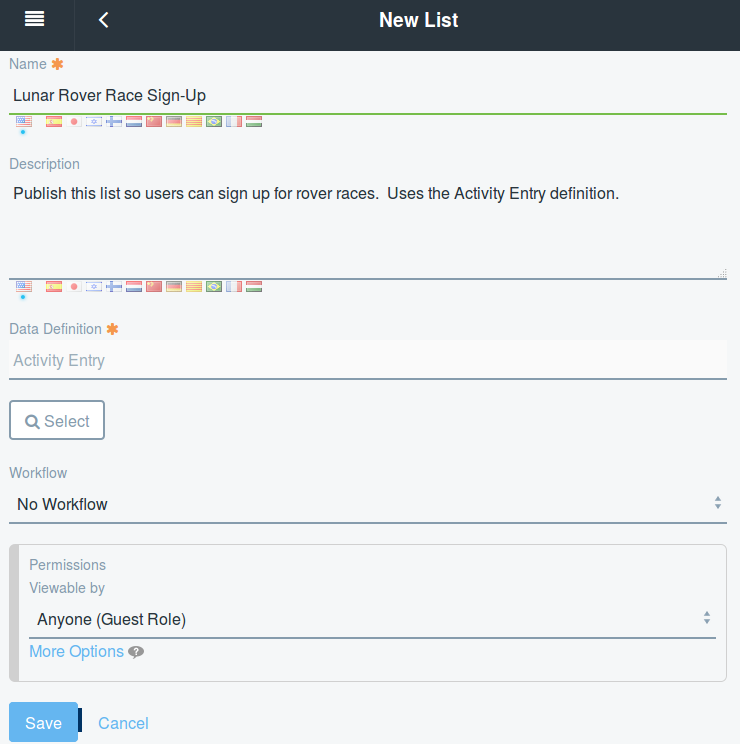 New List
Name ✱
Lunar Rover Race Sign-Up
Description
Publish this list so users can sign up for rover races.  Uses the Activity Entry definition.
Data Definition ✱
Activity Entry
Select
Workflow
No Workflow
Permissions
Viewable by
Anyone (Guest Role)
More Options ?
Save
Cancel